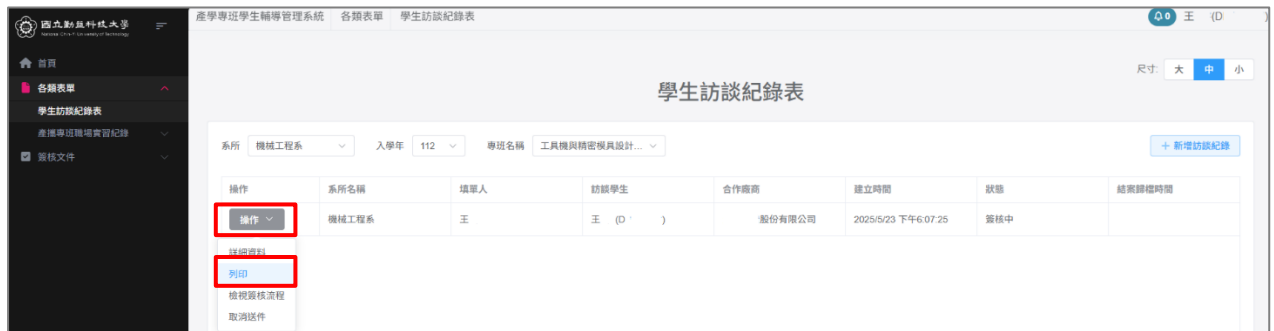 國立勤益科技大學
National Chin-Yi University of Technology
產學專班學生輔導管理系統 各類表單 學生訪談紀錄表
0 王 (D )
首頁
各類表單
學生訪談紀錄表
產攜專班職場實習紀錄
簽核文件
尺寸: 大 中 小
學生訪談紀錄表
系所 機械工程系 入學年 112 專班名稱 工具機與精密模具設計...
+ 新增訪談紀錄
操作 系所名稱 填單人 訪談學生 合作廠商 建立時間 狀態 結案歸檔時間
操作 機械工程系 王 王 (D ) 股份有限公司 2025/5/23 下午6:07:25 簽核中
詳細資料
列印
檢視簽核流程
取消送件